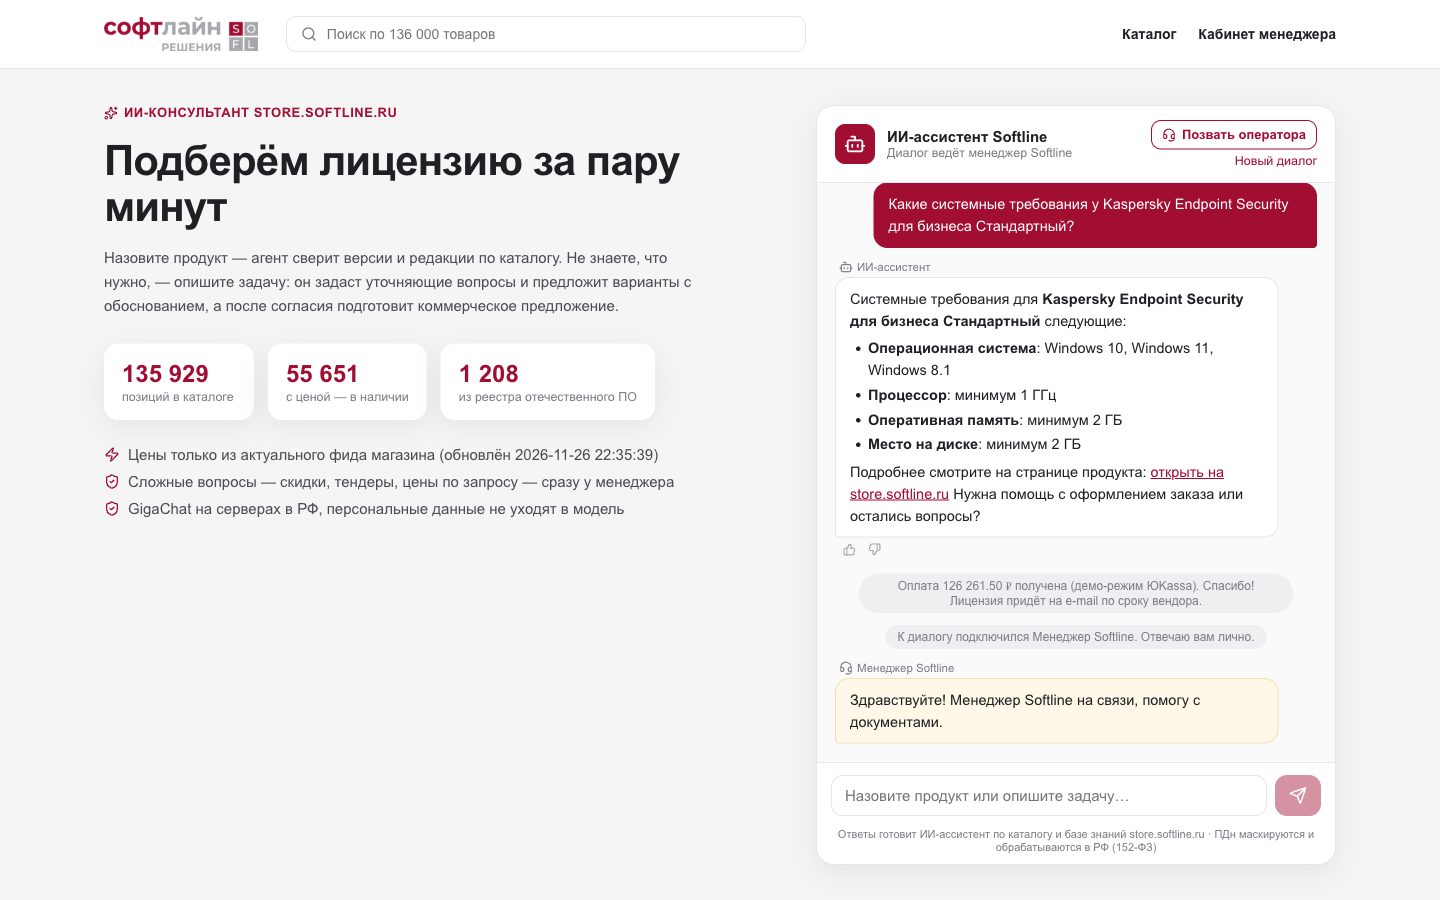 софтлайн
РЕШЕНИЯ
S O
F L
Поиск по 136 000 товаров
Каталог
Кабинет менеджера
ИИ-КОНСУЛЬТАНТ STORE.SOFTLINE.RU
Подберём лицензию за пару
минут
Назовите продукт — агент сверит версии и редакции по каталогу. Не знаете, что
нужно, — опишите задачу: он задаст уточняющие вопросы и предложит варианты с
обоснованием, а после согласия подготовит коммерческое предложение.
135 929
позиций в каталоге
55 651
с ценой — в наличии
1 208
из реестра отечественного ПО
Цены только из актуального фида магазина (обновлён 2026-11-26 22:35:39)
Сложные вопросы — скидки, тендеры, цены по запросу — сразу у менеджера
GigaChat на серверах в РФ, персональные данные не уходят в модель
ИИ-ассистент Softline
Диалог ведёт менеджер Softline
Позвать оператора
Новый диалог
Какие системные требования у Kaspersky Endpoint Security
для бизнеса Стандартный?
ИИ-ассистент
Системные требования для Kaspersky Endpoint Security
для бизнеса Стандартный следующие:
• Операционная система: Windows 10, Windows 11,
Windows 8.1
• Процессор: минимум 1 ГГц
• Оперативная память: минимум 2 ГБ
• Место на диске: минимум 2 ГБ
Подробнее смотрите на странице продукта: открыть на
store.softline.ru Нужна помощь с оформлением заказа или
остались вопросы?
Оплата 126 261.50 ₽ получена (демо-режим ЮKassa). Спасибо!
Лицензия придёт на e-mail по сроку вендора.
К диалогу подключился Менеджер Softline. Отвечаю вам лично.
Менеджер Softline
Здравствуйте! Менеджер Softline на связи, помогу с
документами.
Назовите продукт или опишите задачу…
Ответы готовит ИИ-ассистент по каталогу и базе знаний store.softline.ru · ПДн маскируются и
обрабатываются в РФ (152-ФЗ)